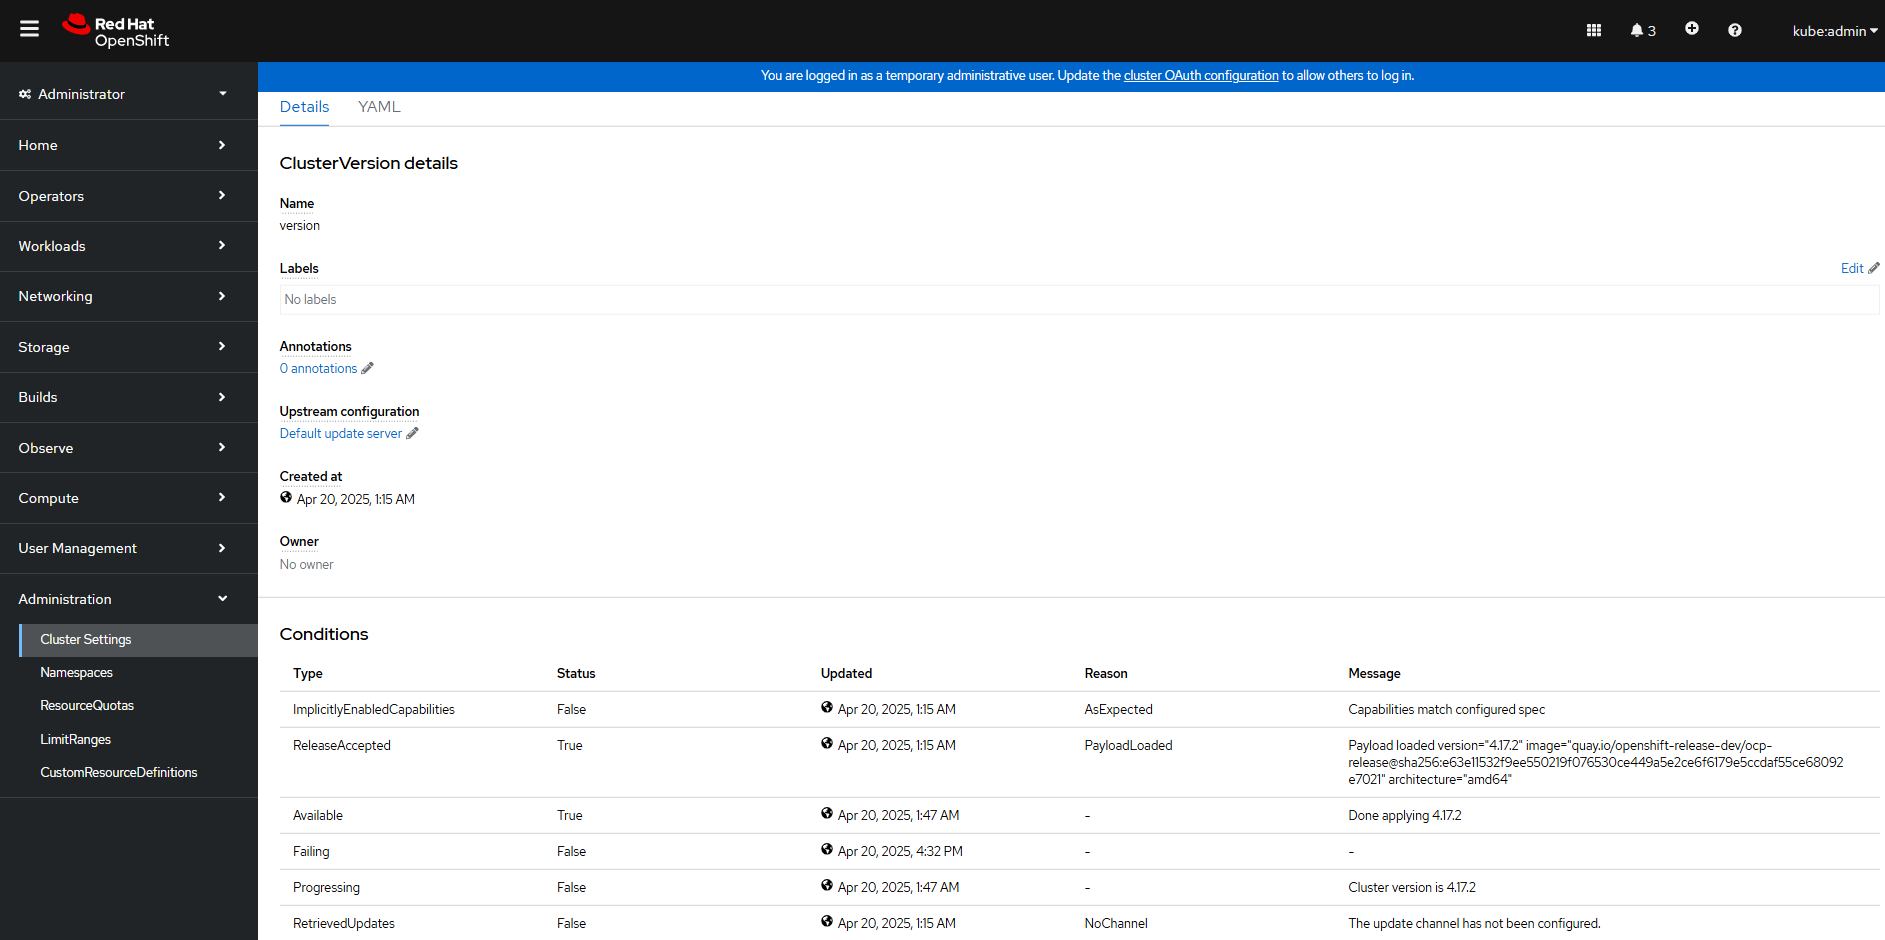 Red Hat
OpenShift
3
kube:admin
You are logged in as a temporary administrative user. Update the cluster OAuth configuration to allow others to log in.
Administrator
Home
Operators
Workloads
Networking
Storage
Builds
Observe
Compute
User Management
Administration
Cluster Settings
Namespaces
ResourceQuotas
LimitRanges
CustomResourceDefinitions
Details YAML
ClusterVersion details
Name
version
Labels
Edit
No labels
Annotations
0 annotations
Upstream configuration
Default update server
Created at
Apr 20, 2025, 1:15 AM
Owner
No owner
Conditions
Type Status Updated Reason Message
ImplicitlyEnabledCapabilities False Apr 20, 2025, 1:15 AM AsExpected Capabilities match configured spec
ReleaseAccepted True Apr 20, 2025, 1:15 AM PayloadLoaded Payload loaded version="4.17.2" image="quay.io/openshift-release-dev/ocp-
release@sha256:e63e11532f9ee550219f076530ce449a5e2ce6f6179e5ccdaf55ce68092
e7021" architecture="amd64"
Available True Apr 20, 2025, 1:47 AM - Done applying 4.17.2
Failing False Apr 20, 2025, 4:32 PM - -
Progressing False Apr 20, 2025, 1:47 AM - Cluster version is 4.17.2
RetrievedUpdates False Apr 20, 2025, 1:15 AM NoChannel The update channel has not been configured.